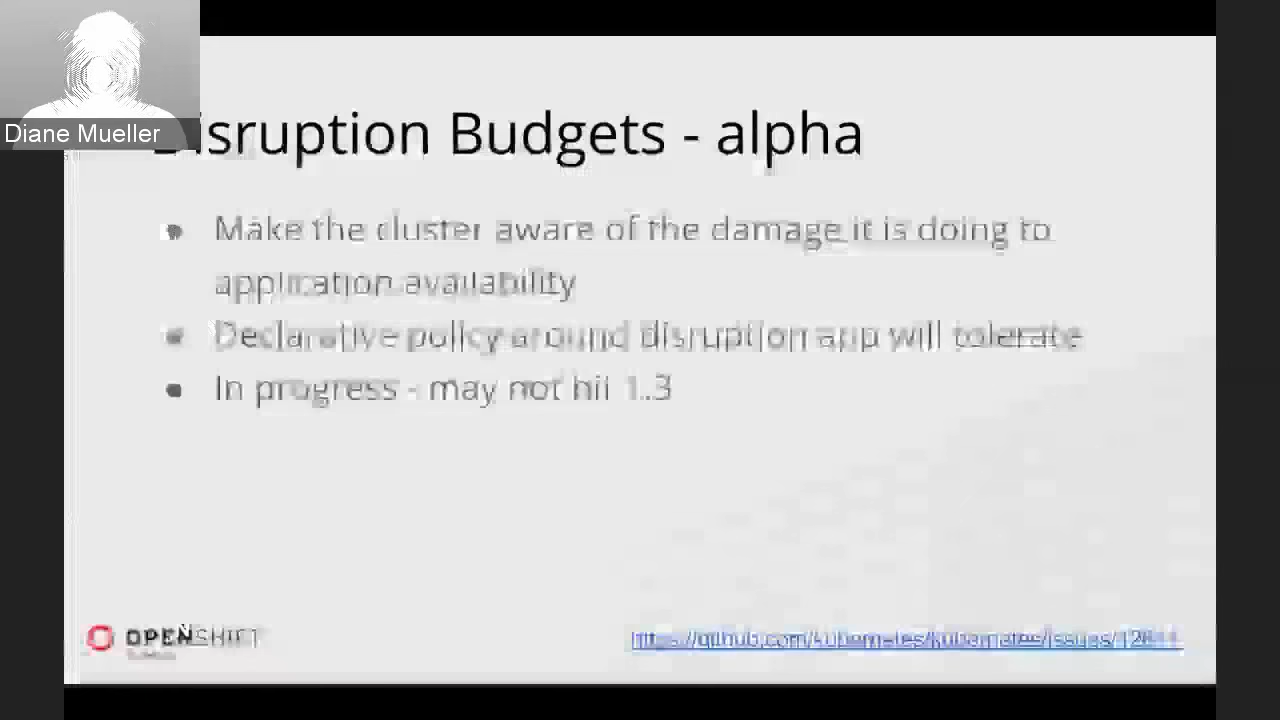 Diane Mueller
Disruption Budgets - alpha
● Make the cluster aware of the damage it is doing to
application availability
● Declarative policy around disruption app will tolerate
● In progress - may not hit 1.3
OPENSHIFT